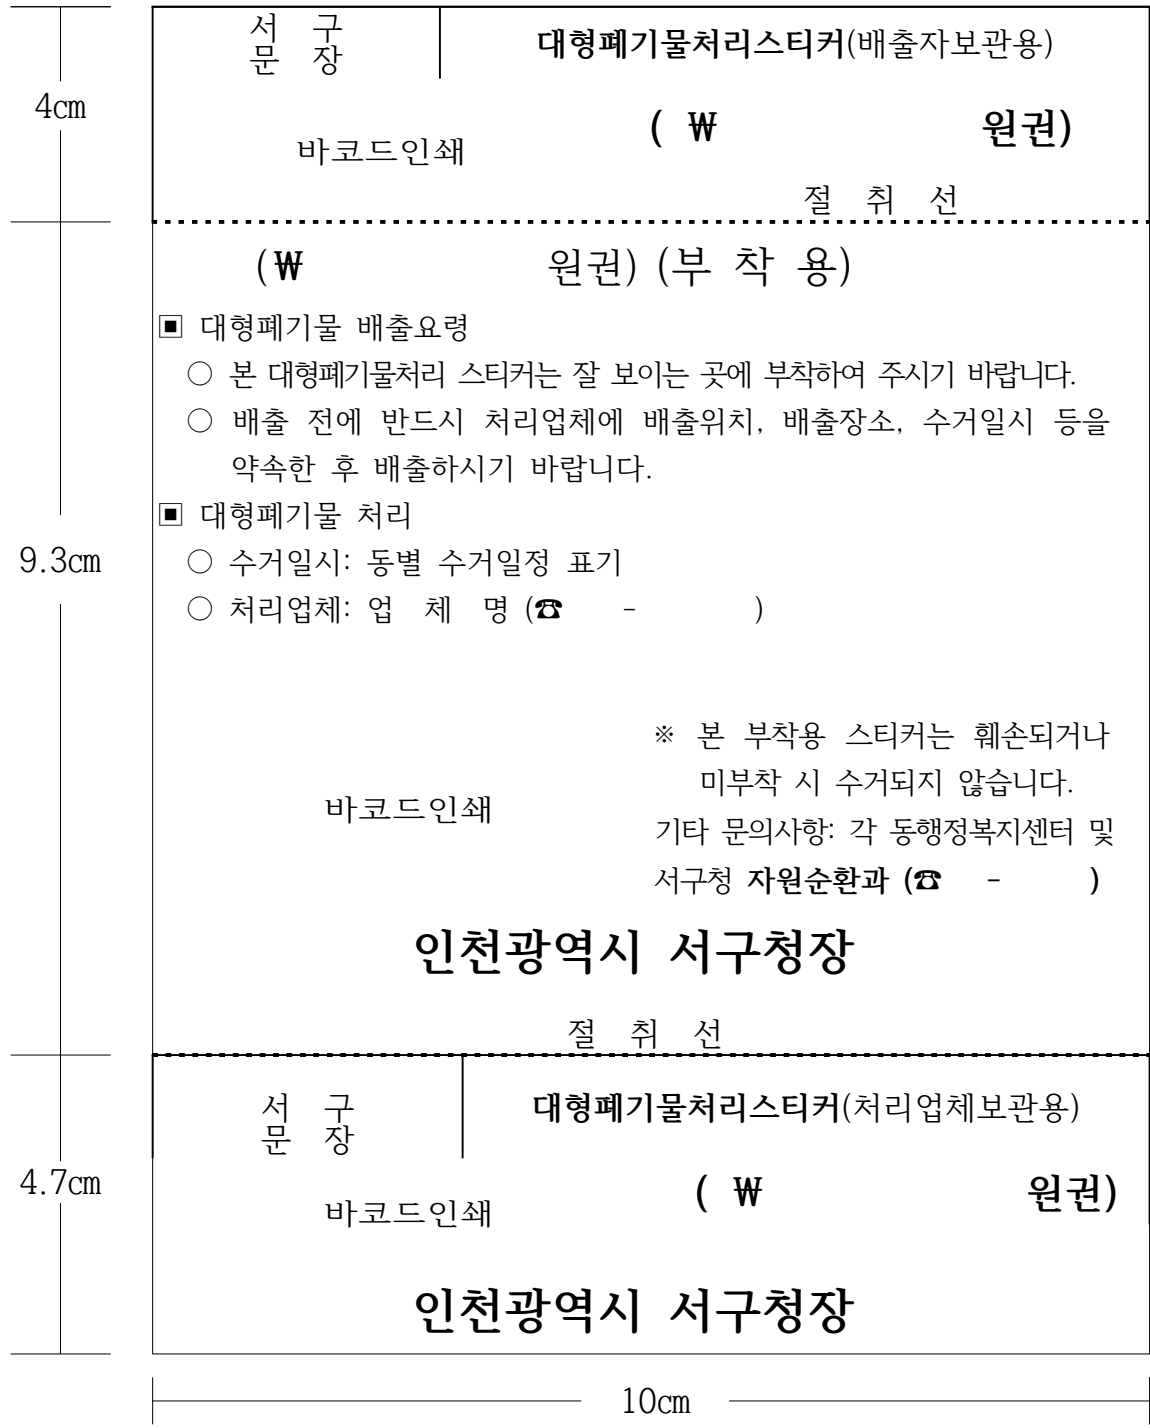 서 구
문 장
대형폐기물처리스티커(배출자보관용)
4㎝
( ₩ 원권)
바코드인쇄
절 취 선
(₩ 원권) (부 착 용)
▣ 대형폐기물 배출요령
○ 본 대형폐기물처리 스티커는 잘 보이는 곳에 부착하여 주시기 바랍니다.
○ 배출 전에 반드시 처리업체에 배출위치, 배출장소, 수거일시 등을
약속한 후 배출하시기 바랍니다.
▣ 대형폐기물 처리
9.3㎝
○ 수거일시: 동별 수거일정 표기
○ 처리업체: 업 체 명 (☎ - )
※ 본 부착용 스티커는 훼손되거나
미부착 시 수거되지 않습니다.
바코드인쇄
기타 문의사항: 각 동행정복지센터 및
서구청 자원순환과 (☎ - )
인천광역시 서구청장
절 취 선
서 구
문 장
대형폐기물처리스티커(처리업체보관용)
4.7㎝
( ₩ 원권)
바코드인쇄
인천광역시 서구청장
10㎝